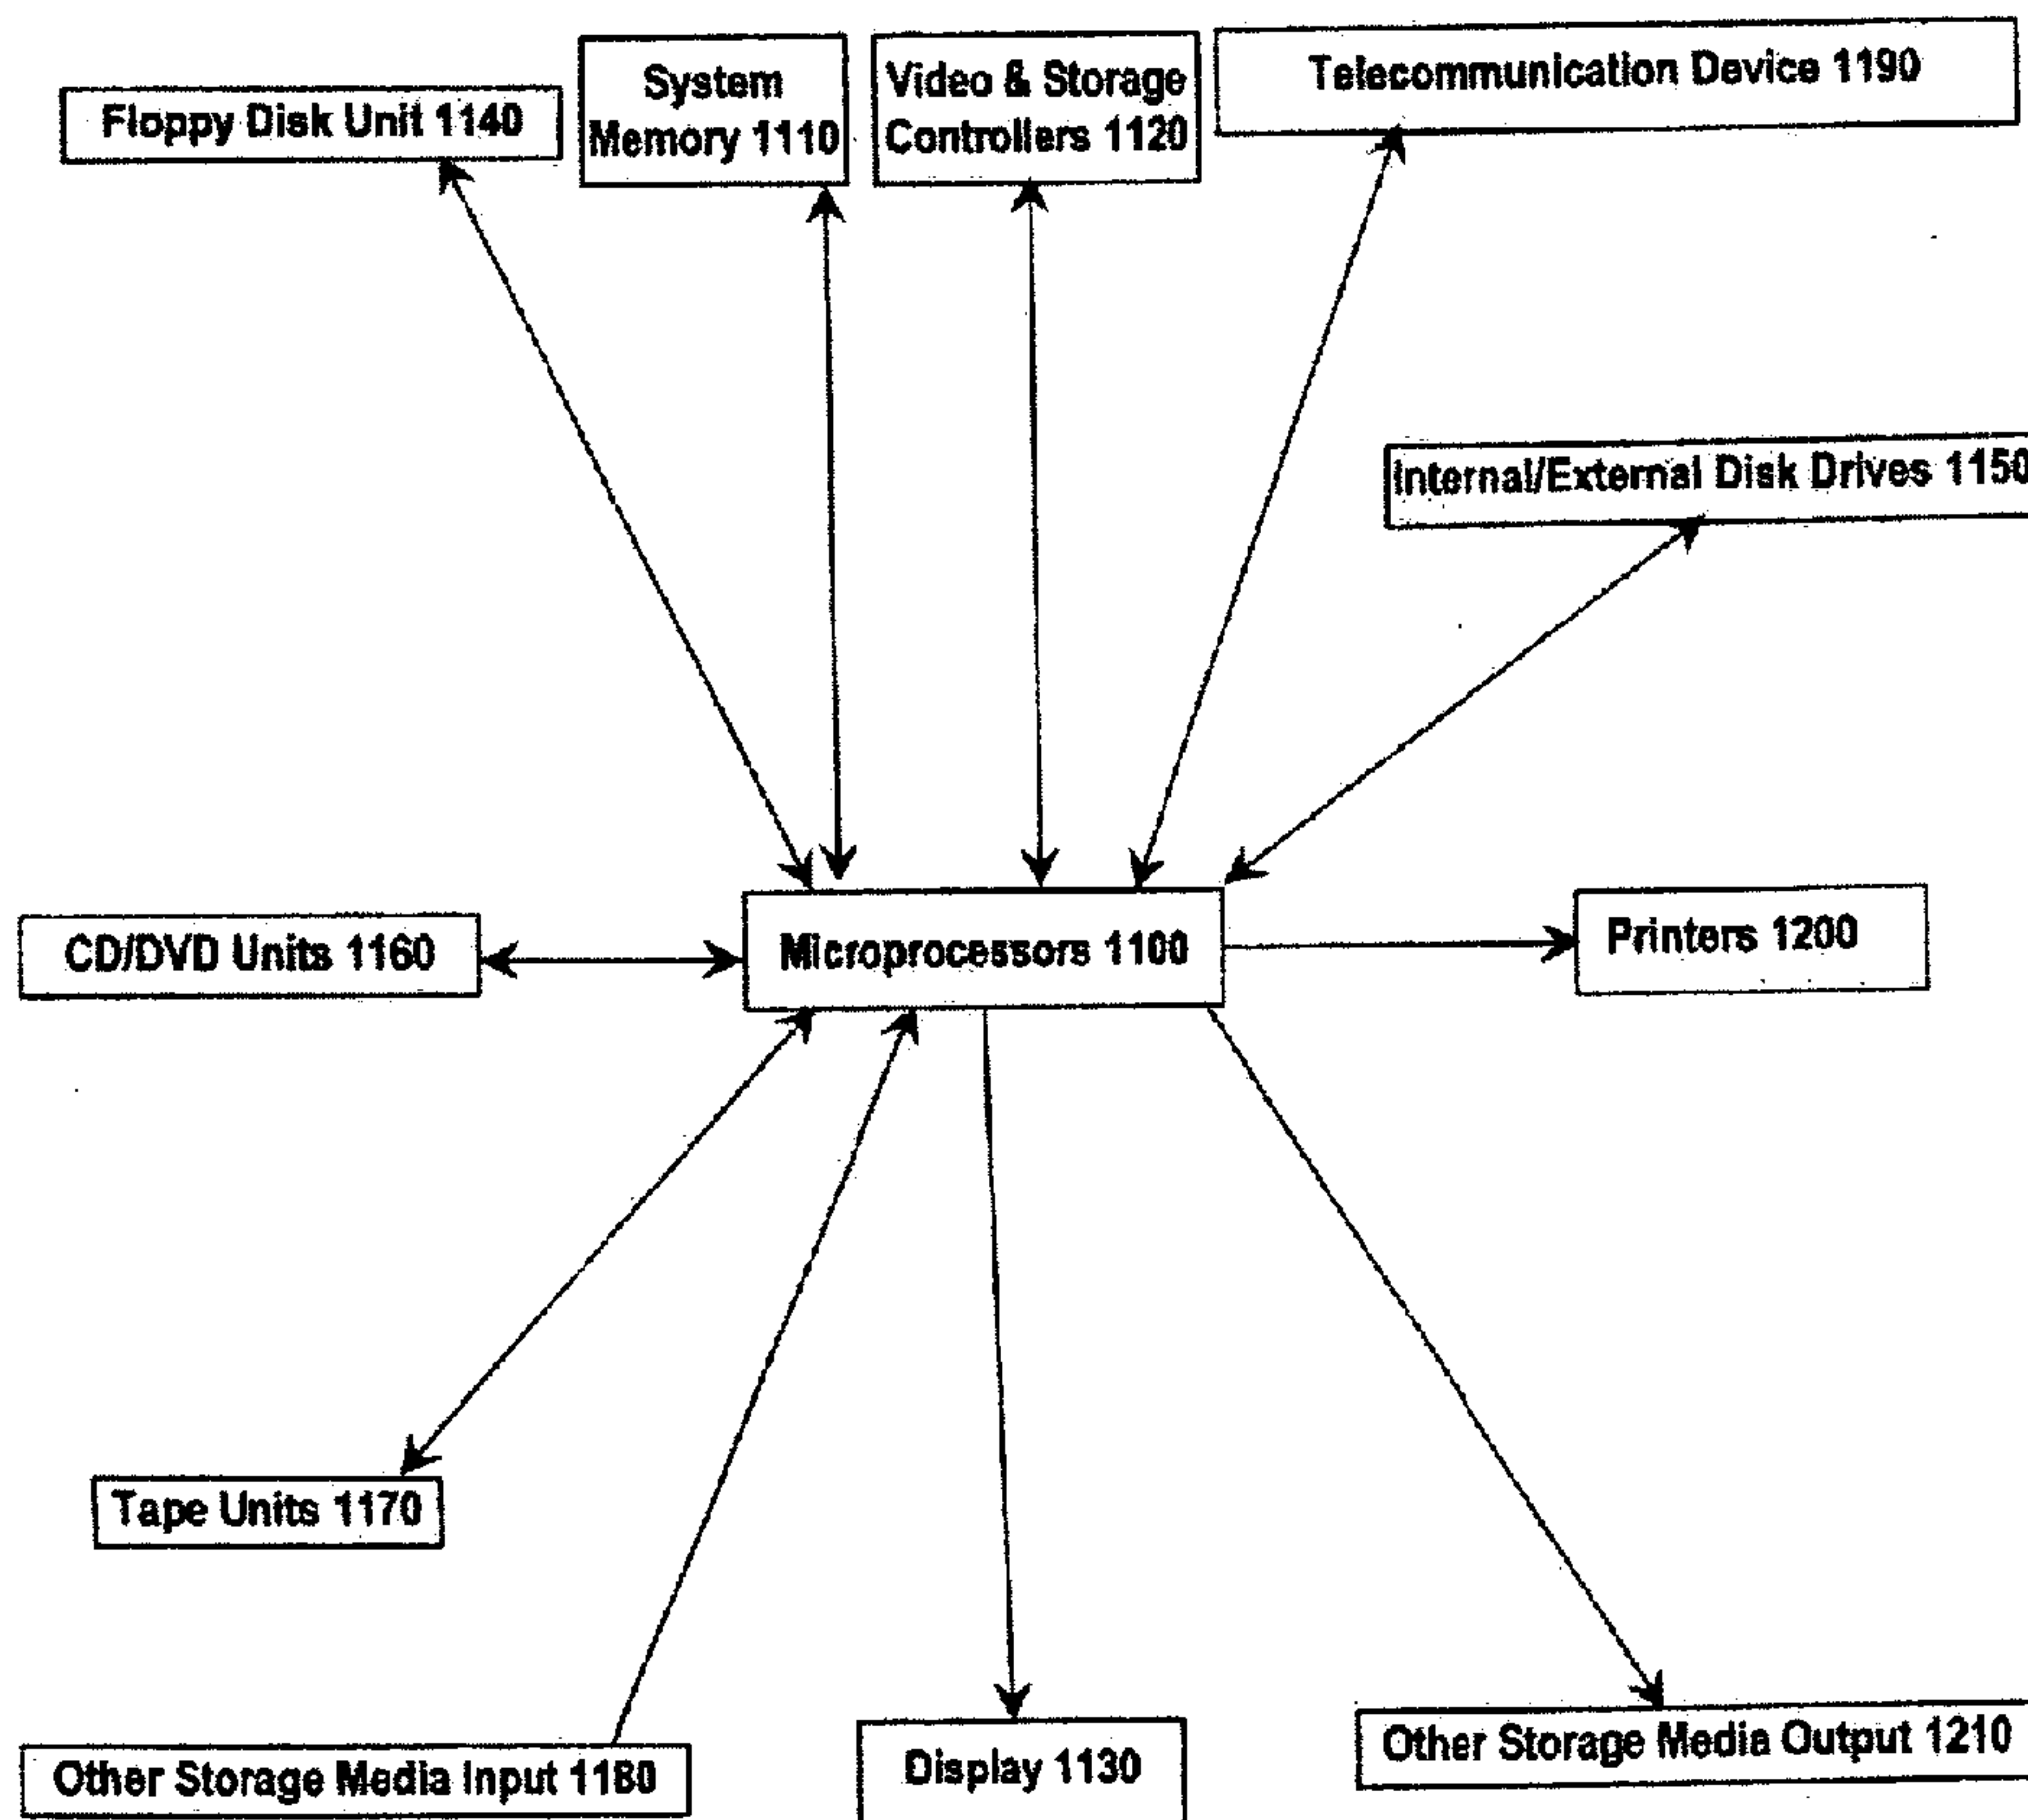 Floppy Disk Unit 1140
System
Memory 1110
Video & Storage
Controllers 1120
Telecommunication Device 1190
Internal/External Disk Drives 1150
CD/DVD Units 1160
Microprocessors 1100
Printers 1200
Tape Units 1170
Other Storage Media Input 1180
Display 1130
Other Storage Media Output 1210